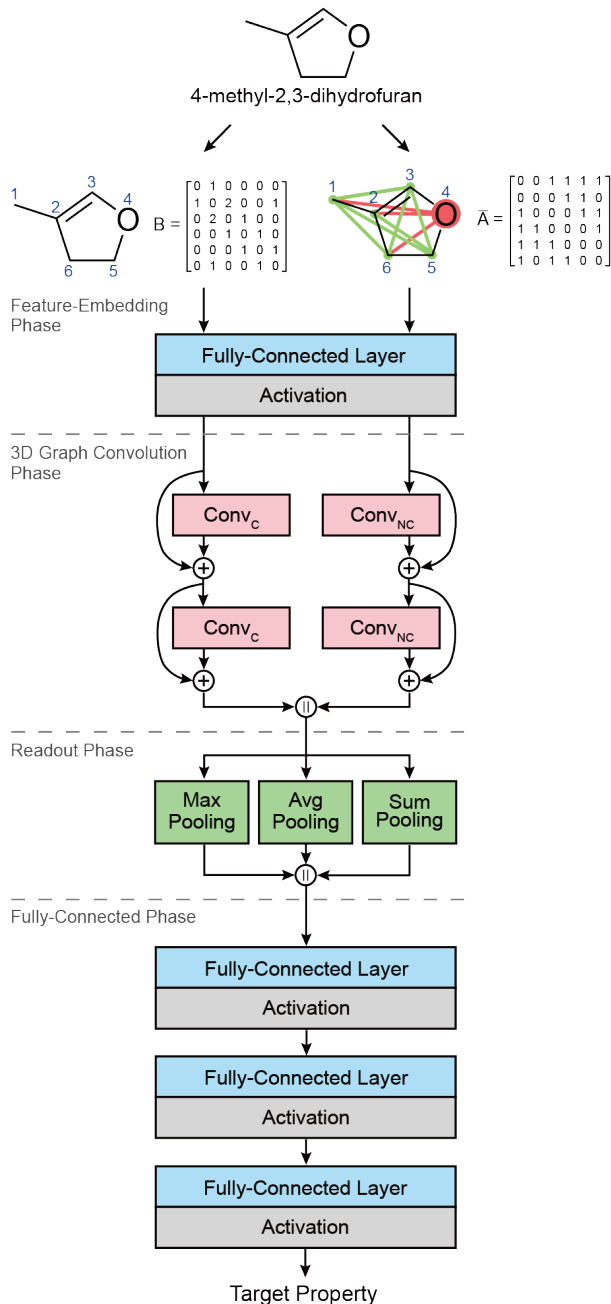 O
4-methyl-2,3-dihydrofuran
1
2
3
4
O
5
6
B =
0 1 0 0 0 0
1 0 2 0 0 1
0 2 0 1 0 0
0 0 1 0 1 0
0 0 0 1 0 1
0 1 0 0 1 0
1
2
3
4
O
5
6
A̅ =
0 0 1 1 1 1
0 0 0 1 1 0
1 0 0 0 1 1
1 1 0 0 0 1
1 1 1 0 0 0
1 0 1 1 0 0
Feature-Embedding
Phase
Fully-Connected Layer
Activation
3D Graph Convolution
Phase
Conv_C
Conv_NC
+
+
Conv_C
Conv_NC
+
+
||
Readout Phase
Max
Pooling
Avg
Pooling
Sum
Pooling
||
Fully-Connected Phase
Fully-Connected Layer
Activation
Fully-Connected Layer
Activation
Fully-Connected Layer
Activation
Target Property